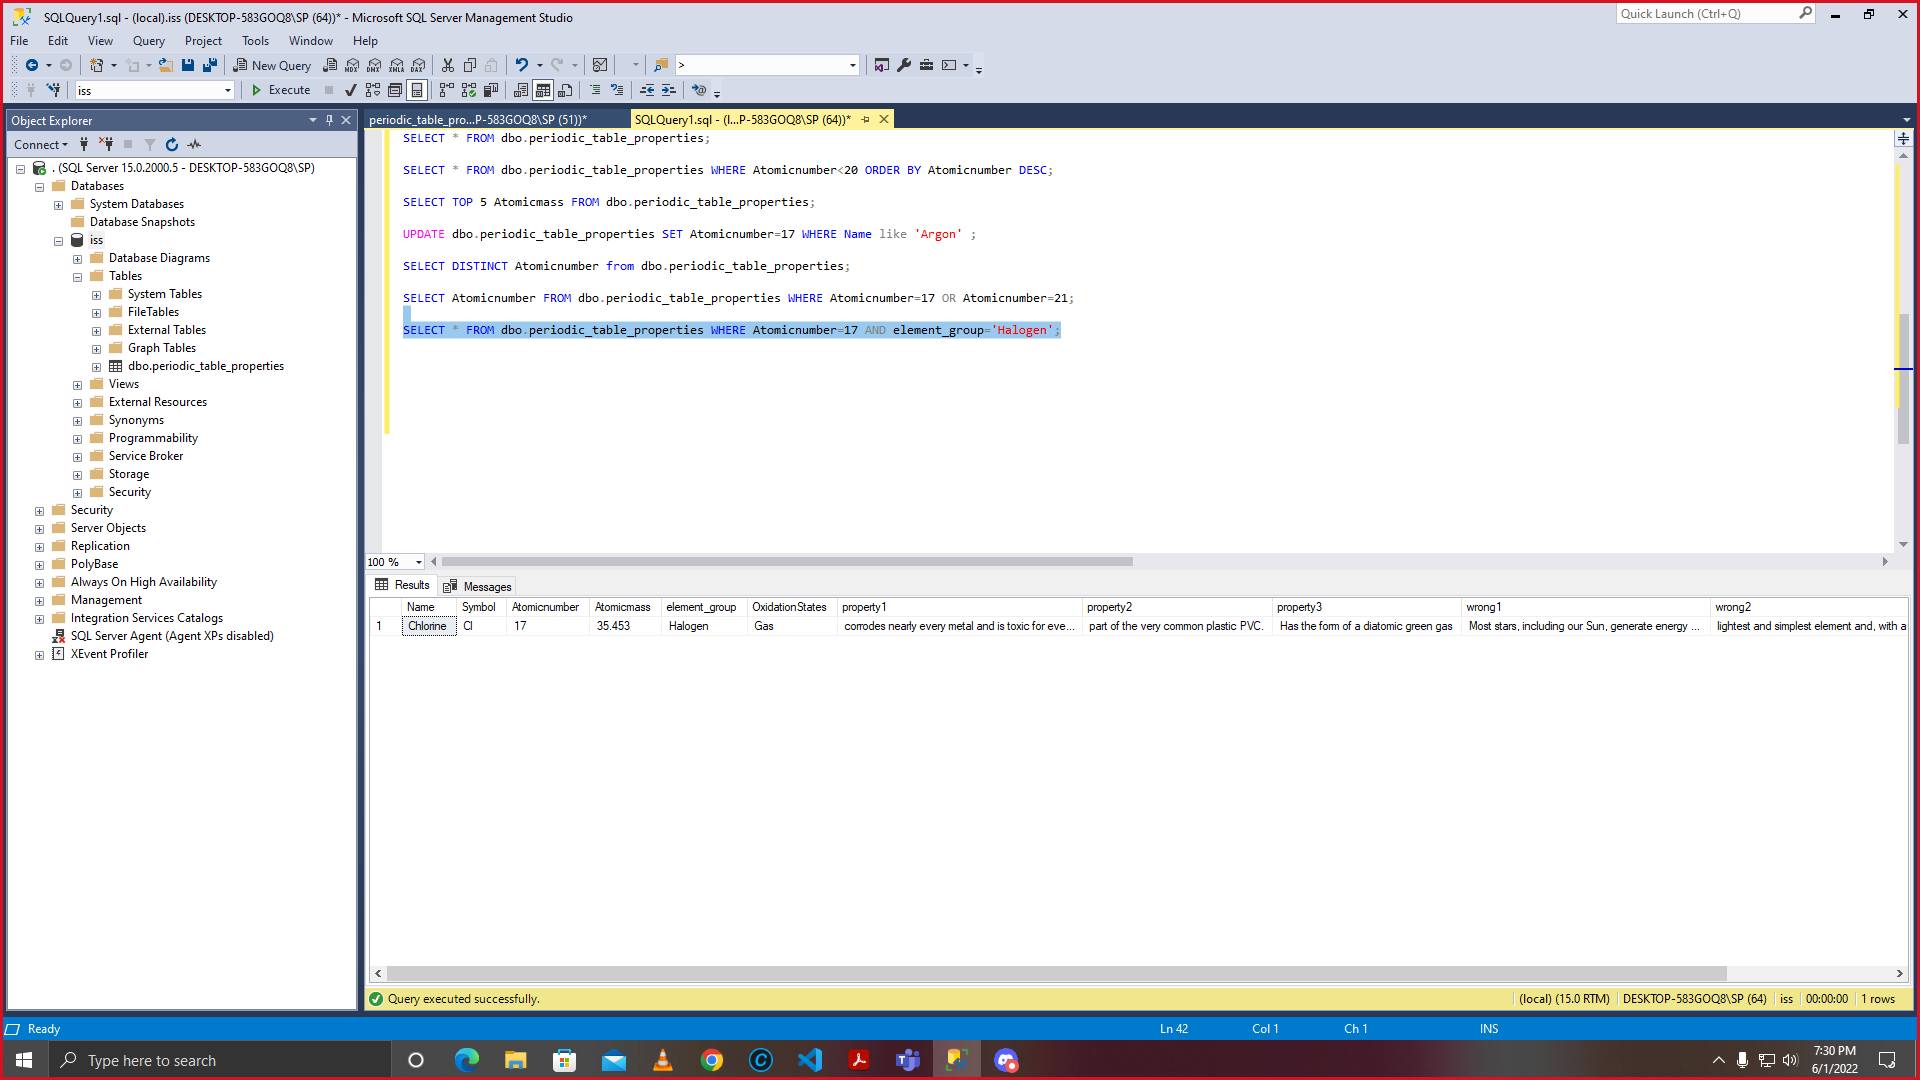 SQLQuery1.sql - (local).iss (DESKTOP-583GOQ8\SP (64))* - Microsoft SQL Server Management Studio
Quick Launch (Ctrl+Q)
File Edit View Query Project Tools Window Help
New Query MDX DMX XMLA DAX >
iss Execute
Object Explorer
Connect
. (SQL Server 15.0.2000.5 - DESKTOP-583GOQ8\SP)
Databases
System Databases
Database Snapshots
iss
Database Diagrams
Tables
System Tables
FileTables
External Tables
Graph Tables
dbo.periodic_table_properties
Views
External Resources
Synonyms
Programmability
Service Broker
Storage
Security
Security
Server Objects
Replication
PolyBase
Always On High Availability
Management
Integration Services Catalogs
SQL Server Agent (Agent XPs disabled)
XEvent Profiler
periodic_table_pro...P-583GOQ8\SP (51))* SQLQuery1.sql - (l...P-583GOQ8\SP (64))*
SELECT * FROM dbo.periodic_table_properties;
SELECT * FROM dbo.periodic_table_properties WHERE Atomicnumber<20 ORDER BY Atomicnumber DESC;
SELECT TOP 5 Atomicmass FROM dbo.periodic_table_properties;
UPDATE dbo.periodic_table_properties SET Atomicnumber=17 WHERE Name like 'Argon' ;
SELECT DISTINCT Atomicnumber from dbo.periodic_table_properties;
SELECT Atomicnumber FROM dbo.periodic_table_properties WHERE Atomicnumber=17 OR Atomicnumber=21;
SELECT * FROM dbo.periodic_table_properties WHERE Atomicnumber=17 AND element_group='Halogen';
100 %
Results Messages
Name Symbol Atomicnumber Atomicmass element_group OxidationStates property1 property2 property3 wrong1 wrong2
1 Chlorine Cl 17 35.453 Halogen Gas corrodes nearly every metal and is toxic for eve... part of the very common plastic PVC. Has the form of a diatomic green gas Most stars, including our Sun, generate energy ... lightest and simplest element and, with a
Query executed successfully. (local) (15.0 RTM) DESKTOP-583GOQ8\SP (64) iss 00:00:00 1 rows
Ready Ln 42 Col 1 Ch 1 INS
Type here to search
7:30 PM
6/1/2022